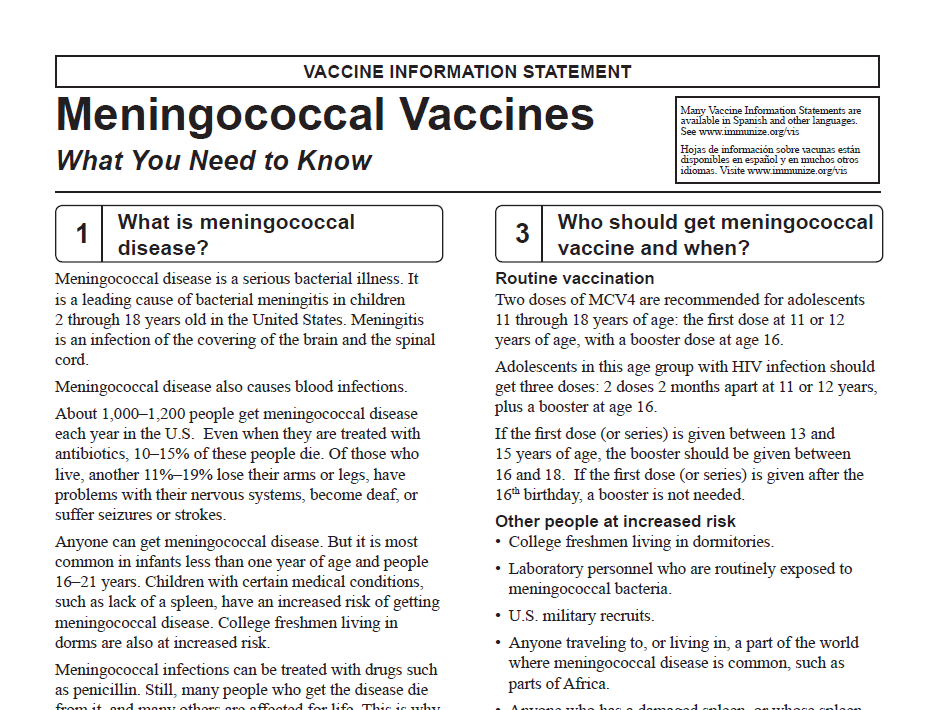 VACCINE INFORMATION STATEMENT
Meningococcal Vaccines
What You Need to Know
Many Vaccine Information Statements are
available in Spanish and other languages.
See www.immunize.org/vis
Hojas de información sobre vacunas están
disponibles en español y en muchos otros
idiomas. Visite www.immunize.org/vis
1 What is meningococcal
disease?
Meningococcal disease is a serious bacterial illness. It
is a leading cause of bacterial meningitis in children
2 through 18 years old in the United States. Meningitis
is an infection of the covering of the brain and the spinal
cord.
Meningococcal disease also causes blood infections.
About 1,000–1,200 people get meningococcal disease
each year in the U.S.  Even when they are treated with
antibiotics, 10–15% of these people die. Of those who
live, another 11%–19% lose their arms or legs, have
problems with their nervous systems, become deaf, or
suffer seizures or strokes.
Anyone can get meningococcal disease. But it is most
common in infants less than one year of age and people
16–21 years. Children with certain medical conditions,
such as lack of a spleen, have an increased risk of getting
meningococcal disease. College freshmen living in
dorms are also at increased risk.
Meningococcal infections can be treated with drugs such
as penicillin. Still, many people who get the disease die
from it, and many others are affected for life. This is why
3 Who should get meningococcal
vaccine and when?
Routine vaccination
Two doses of MCV4 are recommended for adolescents
11 through 18 years of age: the first dose at 11 or 12
years of age, with a booster dose at age 16.
Adolescents in this age group with HIV infection should
get three doses: 2 doses 2 months apart at 11 or 12 years,
plus a booster at age 16.
If the first dose (or series) is given between 13 and
15 years of age, the booster should be given between
16 and 18.  If the first dose (or series) is given after the
16th birthday, a booster is not needed.
Other people at increased risk
• College freshmen living in dormitories.
• Laboratory personnel who are routinely exposed to
meningococcal bacteria.
• U.S. military recruits.
• Anyone traveling to, or living in, a part of the world
where meningococcal disease is common, such as
parts of Africa.
• Anyone who has a damaged spleen, or whose spleen